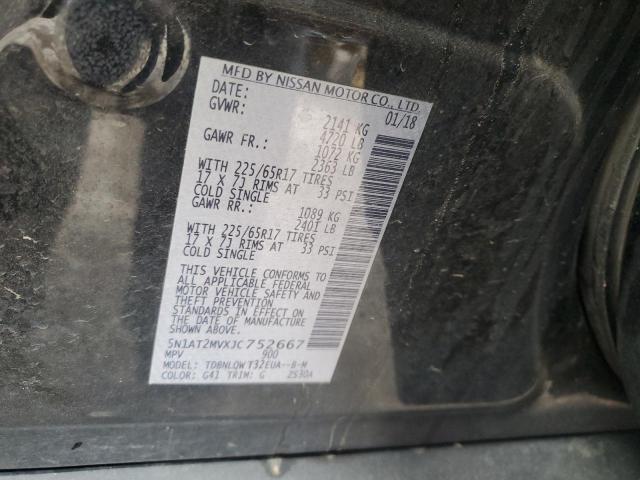 MFD BY NISSAN MOTOR CO., LTD.
DATE: 01/18
GVWR: 2141 KG
4720 LB
GAWR FR.: 1072 KG
2363 LB
WITH 225/65R17 TIRES
17 X 7J RIMS AT 33 PSI
COLD SINGLE
GAWR RR.: 1089 KG
2401 LB
WITH 225/65R17 TIRES
17 X 7J RIMS AT 33 PSI
COLD SINGLE
THIS VEHICLE CONFORMS TO
ALL APPLICABLE FEDERAL
MOTOR VEHICLE SAFETY AND
THEFT PREVENTION
STANDARDS IN EFFECT ON
THE DATE OF MANUFACTURE
SHOWN ABOVE.
5N1AT2MVXJC752667
MPV 900
MODEL: TDBNLQWT32EUA--B-M
COLOR: G41 TRIM: G 2530A